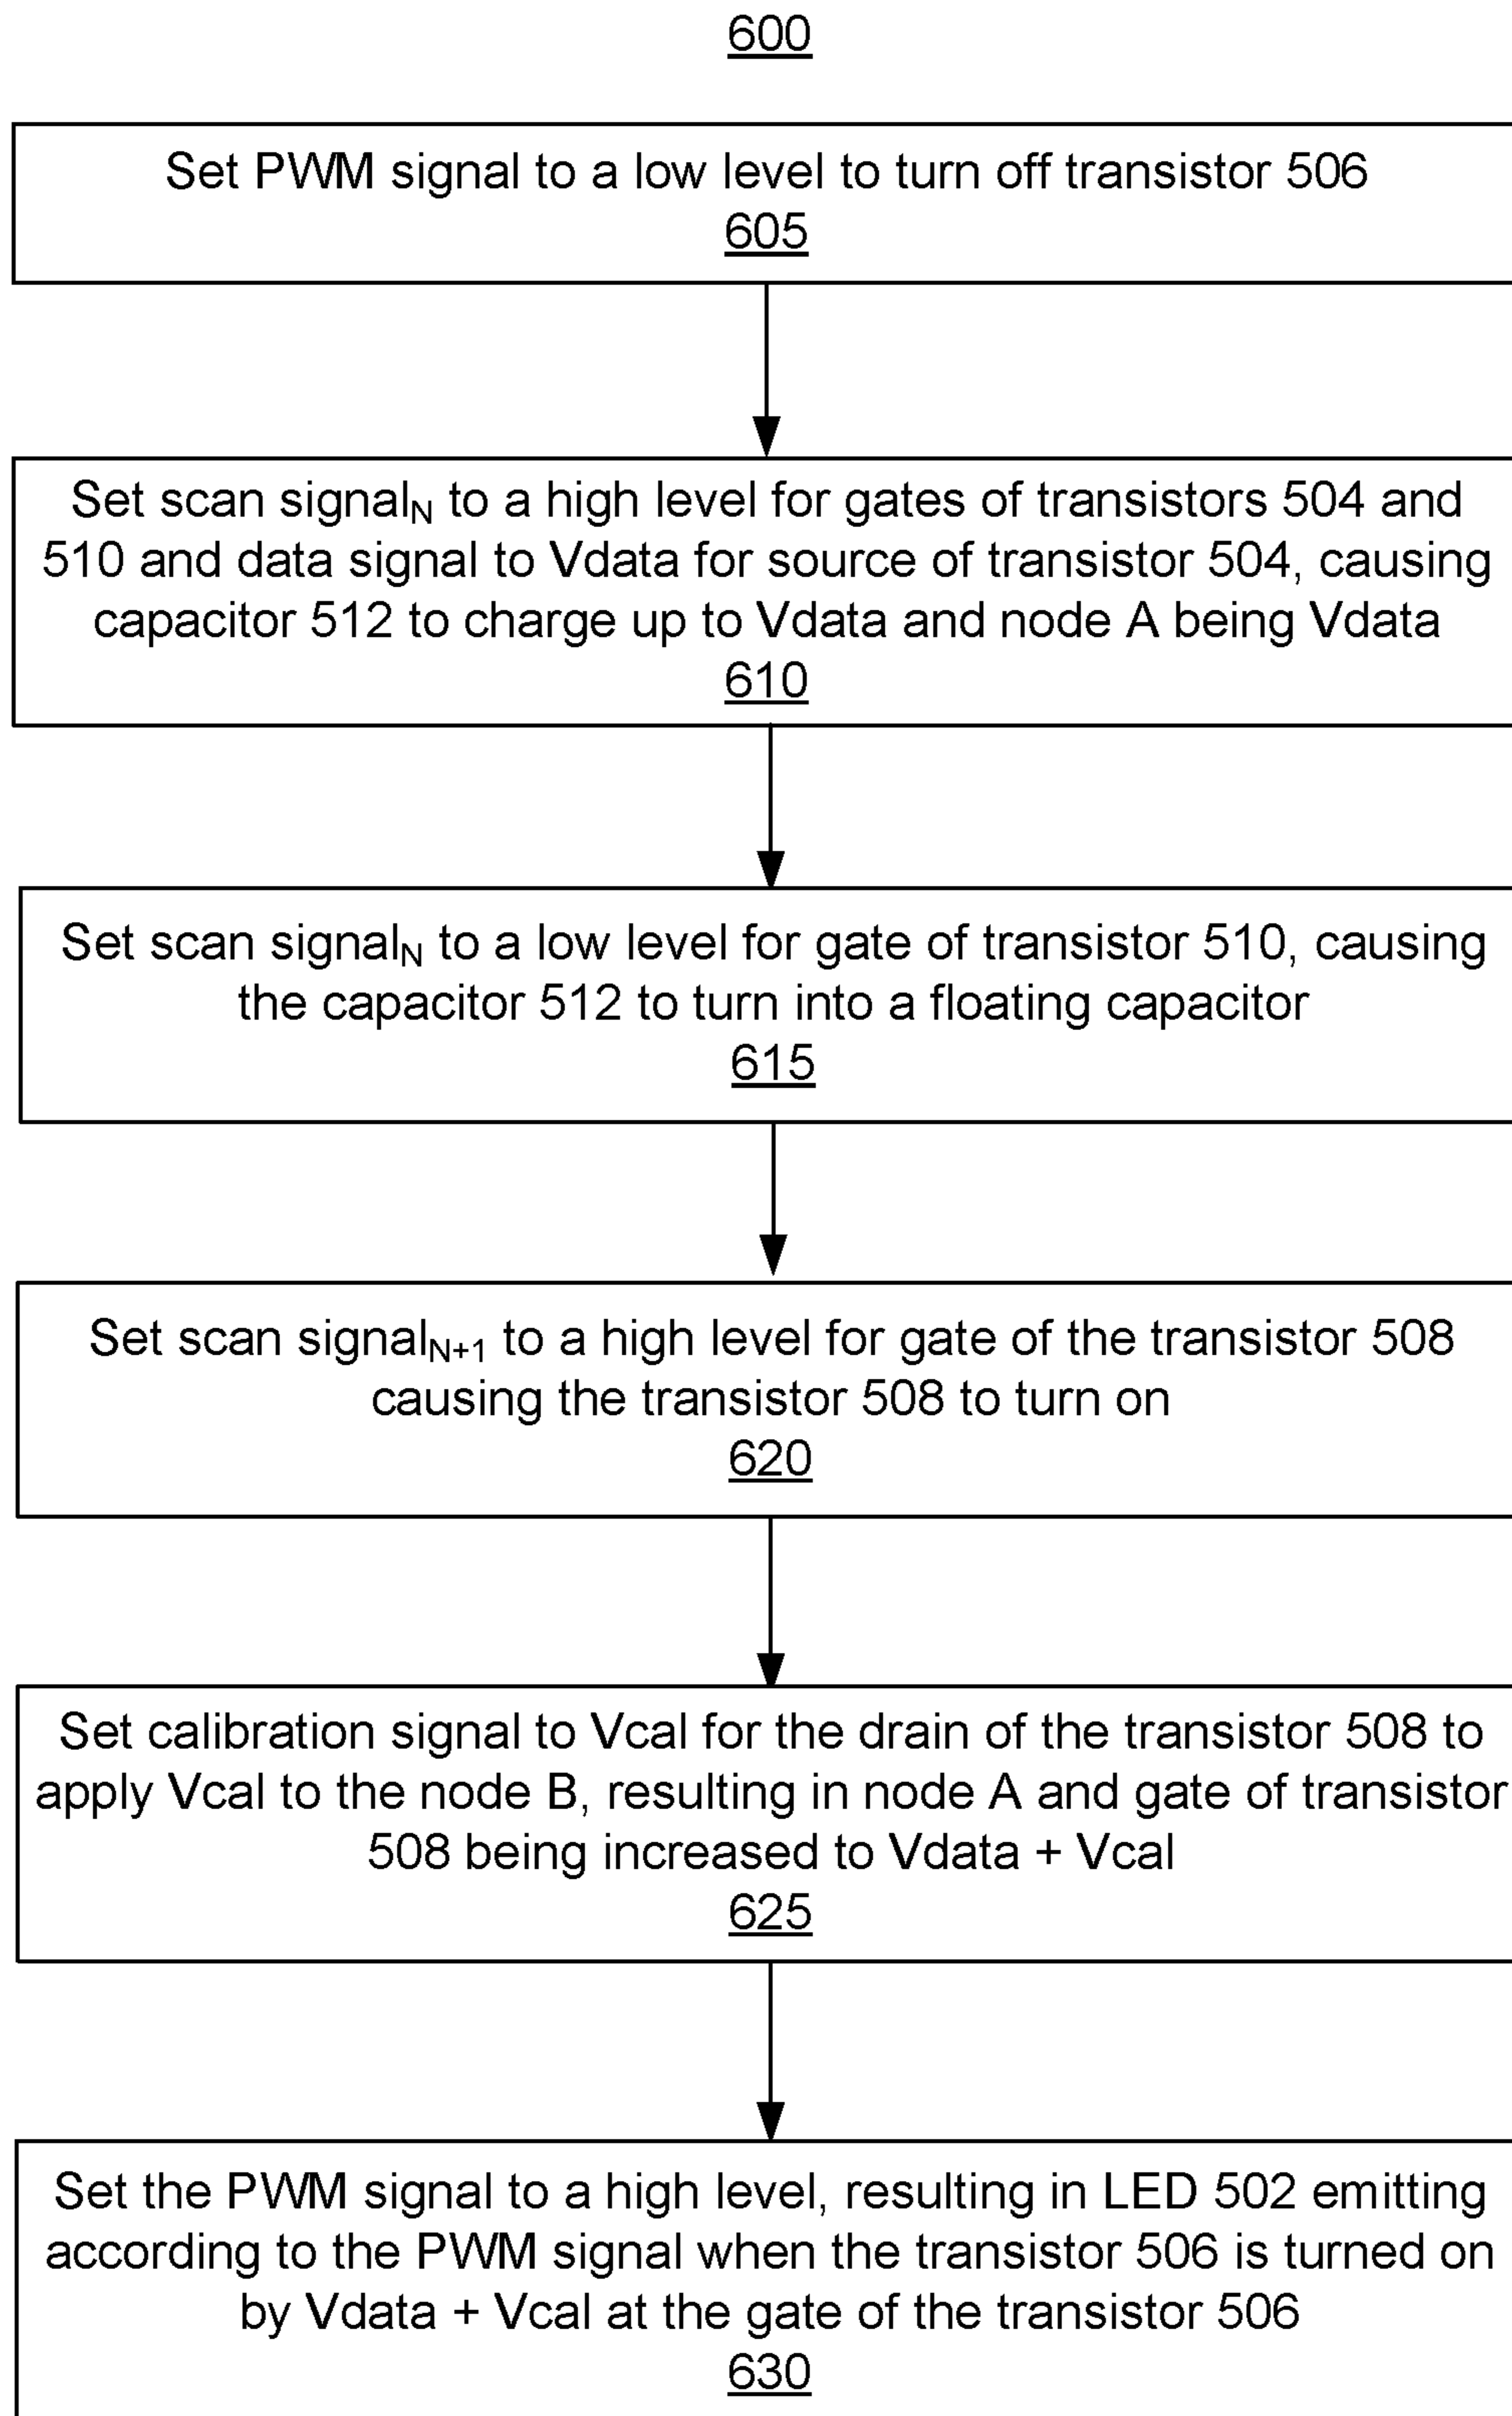 600
Set PWM signal to a low level to turn off transistor 506
605
Set scan signalN to a high level for gates of transistors 504 and
510 and data signal to Vdata for source of transistor 504, causing
capacitor 512 to charge up to Vdata and node A being Vdata
610
Set scan signalN to a low level for gate of transistor 510, causing
the capacitor 512 to turn into a floating capacitor
615
Set scan signalN+1 to a high level for gate of the transistor 508
causing the transistor 508 to turn on
620
Set calibration signal to Vcal for the drain of the transistor 508 to
apply Vcal to the node B, resulting in node A and gate of transistor
508 being increased to Vdata + Vcal
625
Set the PWM signal to a high level, resulting in LED 502 emitting
according to the PWM signal when the transistor 506 is turned on
by Vdata + Vcal at the gate of the transistor 506
630